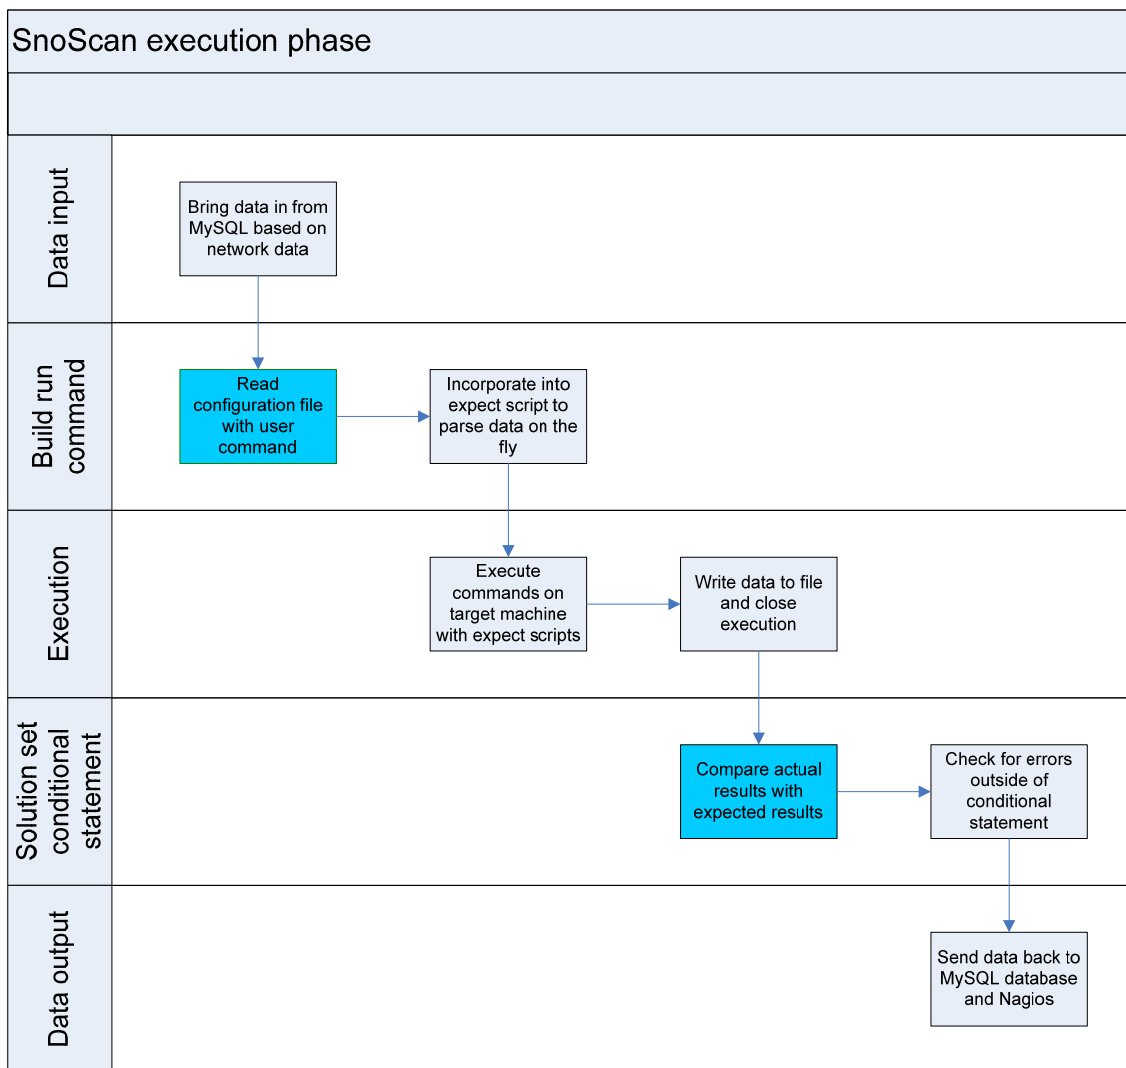 SnoScan execution phase
Data input
Bring data in from
MySQL based on
network data
Build run
command
Read
configuration file
with user
command
Incorporate into
expect script to
parse data on the
fly
Execution
Execute
commands on
target machine
with expect scripts
Write data to file
and close
execution
Solution set
conditional
statement
Compare actual
results with
expected results
Check for errors
outside of
conditional
statement
Data output
Send data back to
MySQL database
and Nagios